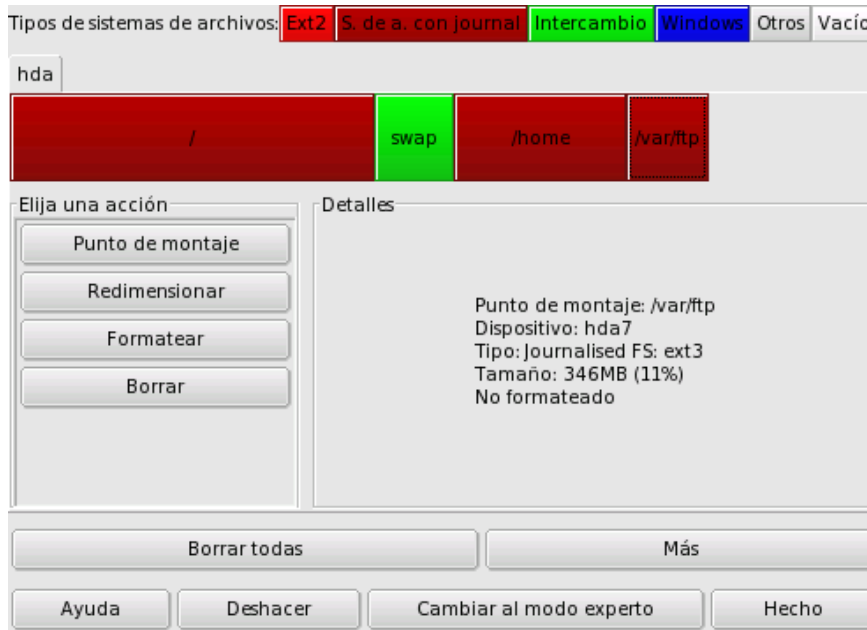 Tipos de sistemas de archivos: Ext2 S. de a. con journal Intercambio Windows Otros Vacío
hda
/ swap /home /var/ftp
Elija una acción
Detalles
Punto de montaje
Redimensionar
Formatear
Borrar
Punto de montaje: /var/ftp
Dispositivo: hda7
Tipo: Journalised FS: ext3
Tamaño: 346MB (11%)
No formateado
Borrar todas Más
Ayuda Deshacer Cambiar al modo experto Hecho